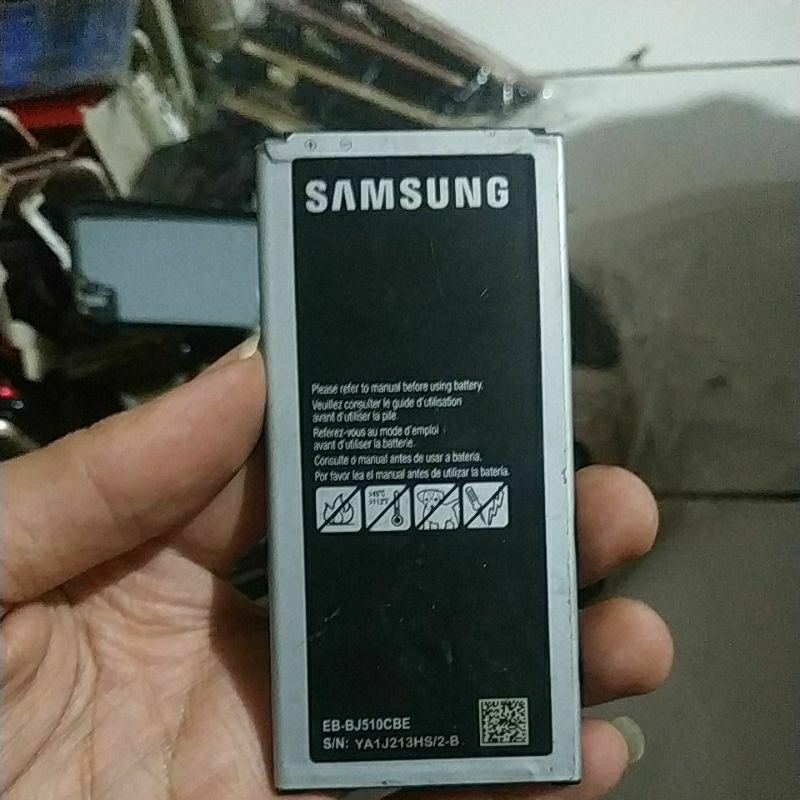 SAMSUNG
Please refer to manual before using battery.
Veuillez consulter le guide d'utilisation
avant d'utiliser la pile.
Referez-vous au mode d'emploi
avant d'utiliser la batterie.
Consulte o manual antes de usar a bateria.
Por favor lea el manual antes de utilizar la batería.
EB-BJ510CBE
S/N: YA1J213HS/2-B